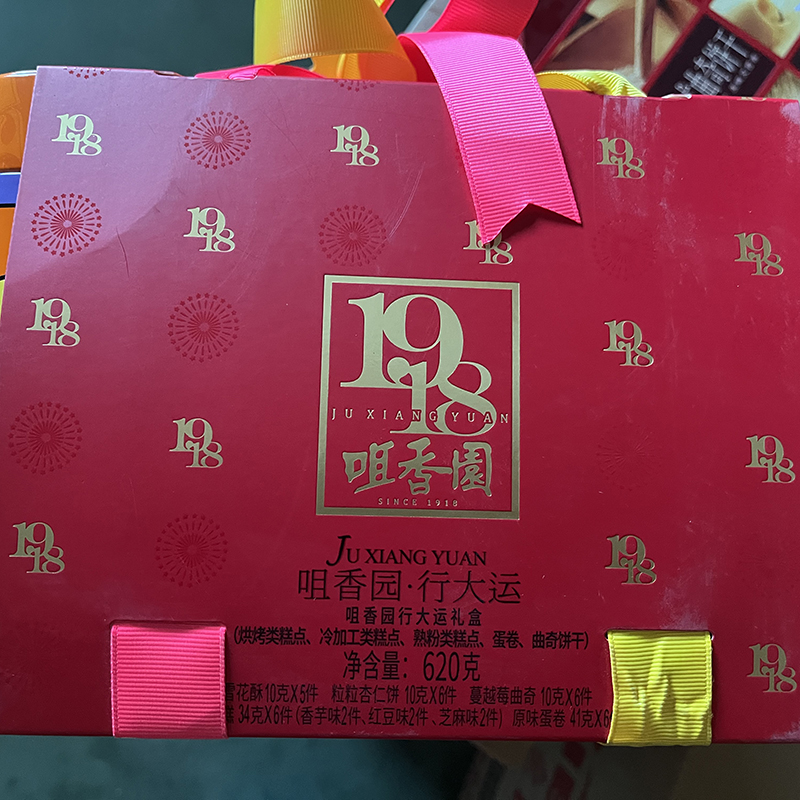 曲奇饼干
1918
1918
1918
1918
1918
1918
1918
1918
1918
JU XIANG YUAN
咀香園
SINCE 1918
1918
1918
1918
1918
JU XIANG YUAN
咀香园·行大运
咀香园行大运礼盒
(烘烤类糕点、冷加工类糕点、熟粉类糕点、蛋卷、曲奇饼干)
净含量：620克
雪花酥10克X5件 粒粒杏仁饼 10克X6件 蔓越莓曲奇 10克X6件
34克X6件 (香芋味2件、红豆味2件、芝麻味2件) 原味蛋卷 41克X6
1918